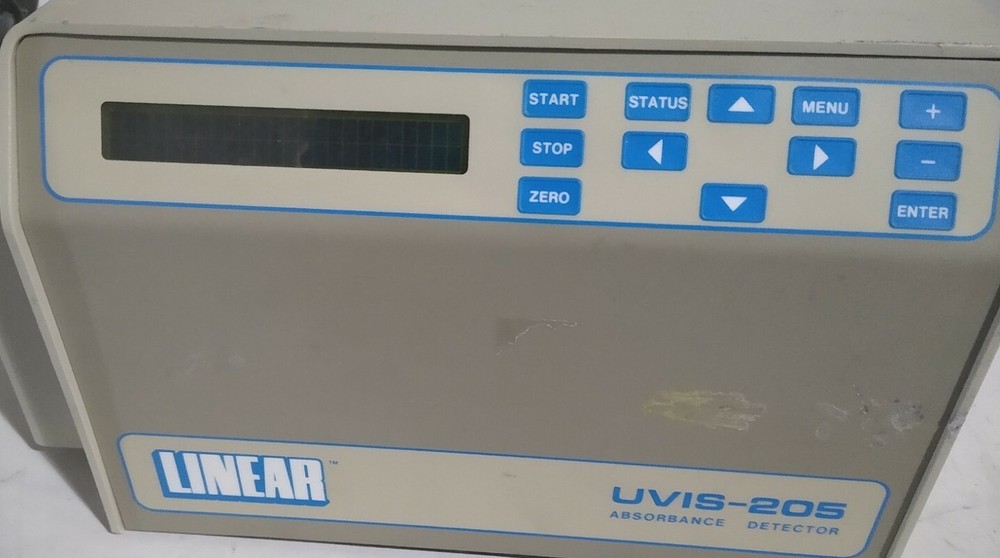 START
STATUS
MENU
+
STOP
-
ZERO
ENTER
LINEAR™
UVIS-205
ABSORBANCE DETECTOR